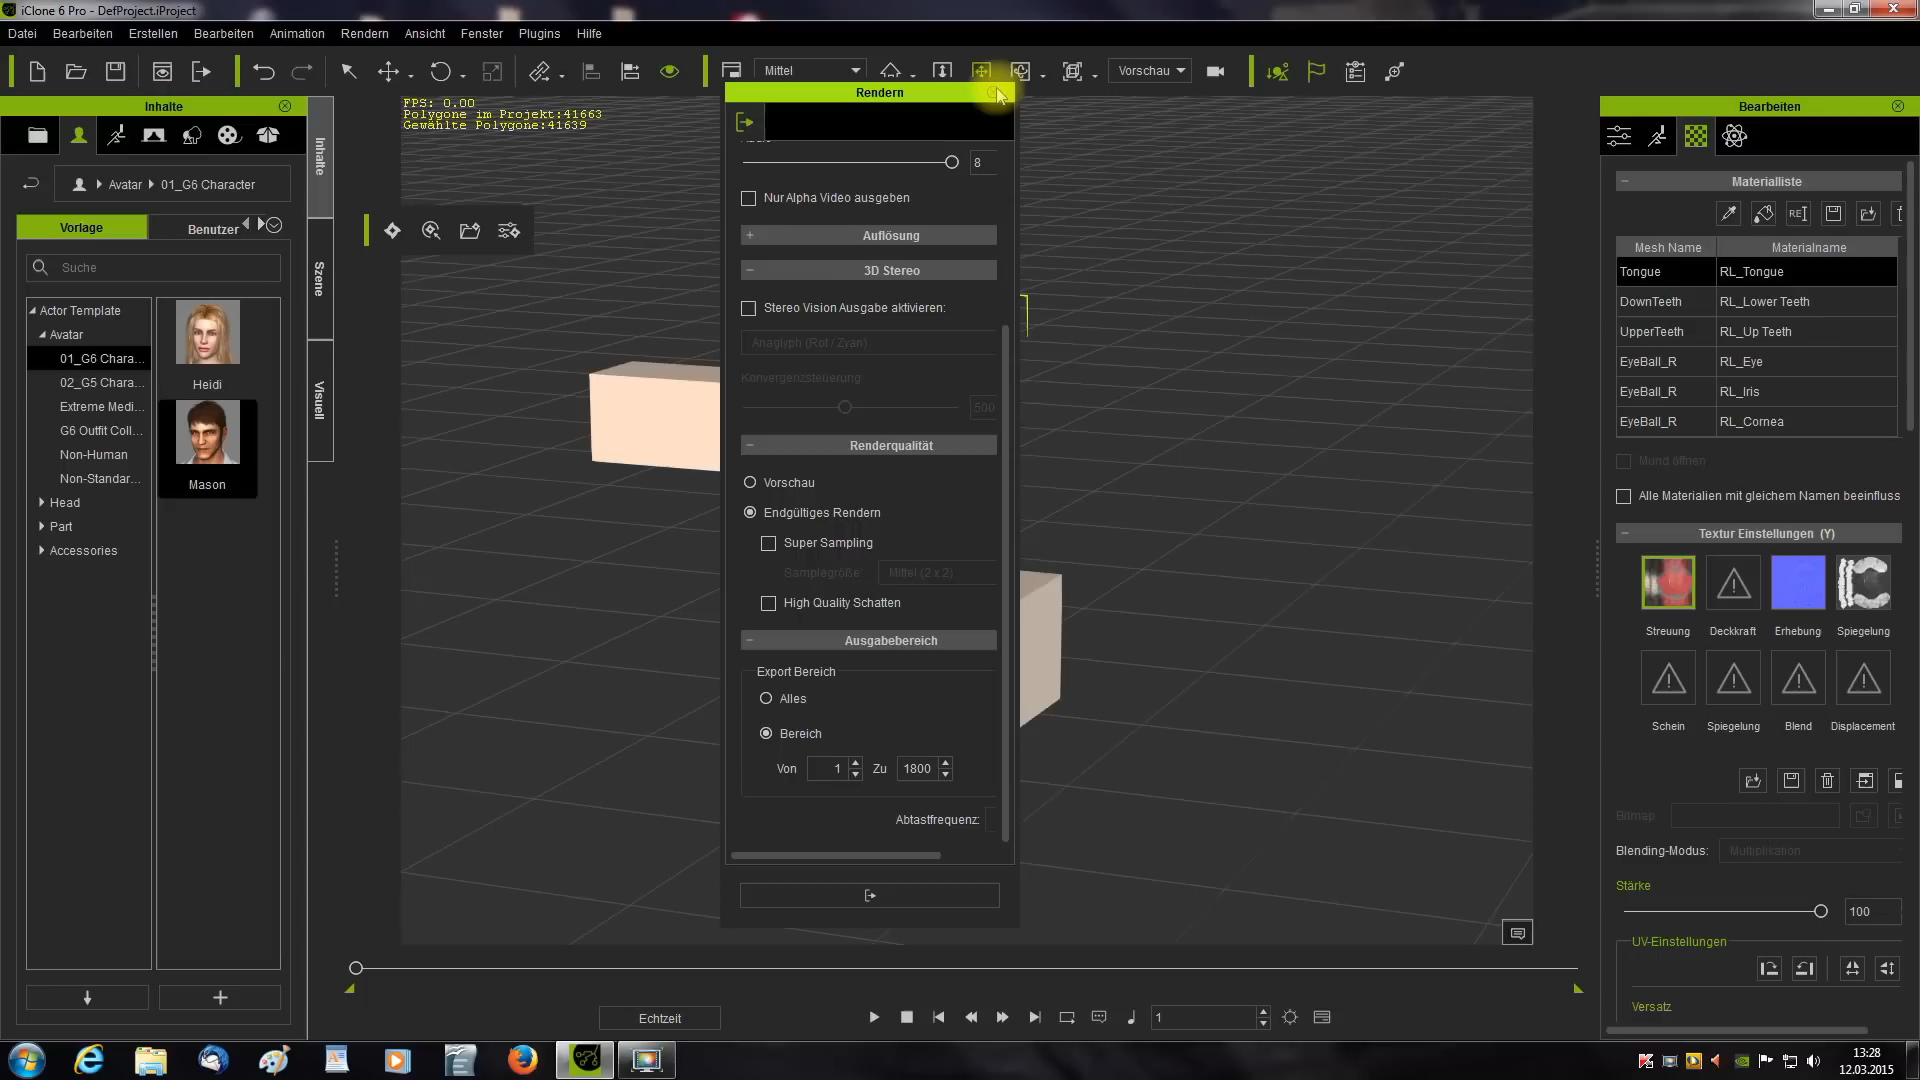 iClone 6 Pro - DefProject.iProject
Datei Bearbeiten Erstellen Bearbeiten Animation Rendern Ansicht Fenster Plugins Hilfe
Mittel Vorschau
Inhalte
Avatar 01_G6 Character
Vorlage Benutzer
Suche
Actor Template
Avatar
01_G6 Chara...
02_G5 Chara...
Extreme Medi...
G6 Outfit Coll...
Non-Human
Non-Standar...
Head
Part
Accessories
Heidi
Mason
Inhalte
Szene
Visuell
FPS: 0.00
Polygone im Projekt:41663
Gewählte Polygone:41639
Rendern
8
Nur Alpha Video ausgeben
Auflösung
3D Stereo
Stereo Vision Ausgabe aktivieren:
Anaglyph (Rot / Zyan)
Konvergenzsteuerung
500
Renderqualität
Vorschau
Endgültiges Rendern
Super Sampling
Samplegröße Mittel (2 x 2)
High Quality Schatten
Ausgabebereich
Export Bereich
Alles
Bereich
Von 1 Zu 1800
Abtastfrequenz:
Bearbeiten
Materialliste
Mesh Name Materialname
Tongue RL_Tongue
DownTeeth RL_Lower Teeth
UpperTeeth RL_Up Teeth
EyeBall_R RL_Eye
EyeBall_R RL_Iris
EyeBall_R RL_Cornea
Mund öffnen
Alle Materialien mit gleichem Namen beeinfluss
Textur Einstellungen (Y)
Streuung Deckkraft Erhebung Spiegelung
Schein Spiegelung Blend Displacement
Bitmap
Blending-Modus: Multiplikation
Stärke
100
UV-Einstellungen
Versatz
Echtzeit
1
13:28
12.03.2015